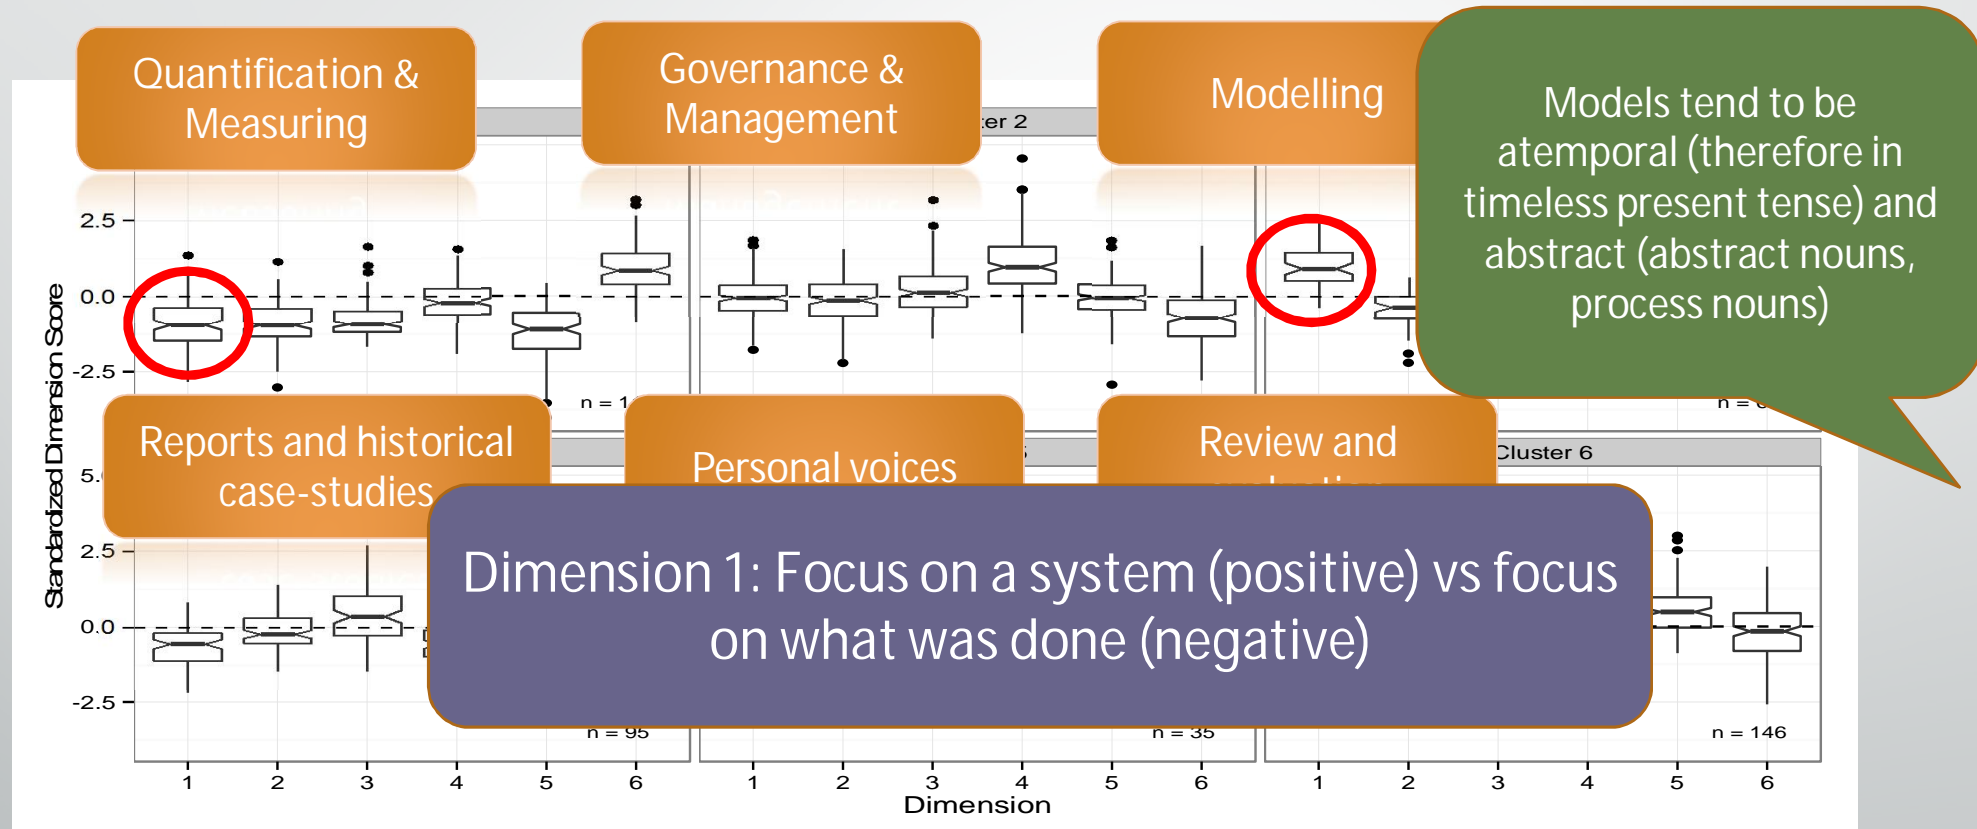 Quantification &
Measuring
Governance &
Management
Modelling
Models tend to be
atemporal (therefore in
timeless present tense) and
abstract (abstract nouns,
process nouns)
2
2.5
0.0
-2.5
n =
n =
Standardized Dimension Score
Reports and historical
case-studies
Personal voices
Review and
Cluster 6
Dimension 1: Focus on a system (positive) vs focus
on what was done (negative)
2.5
0.0
-2.5
n = 95
n = 35
n = 146
1 2 3 4 5 6 1 2 3 4 5 6 1 2 3 4 5 6
Dimension